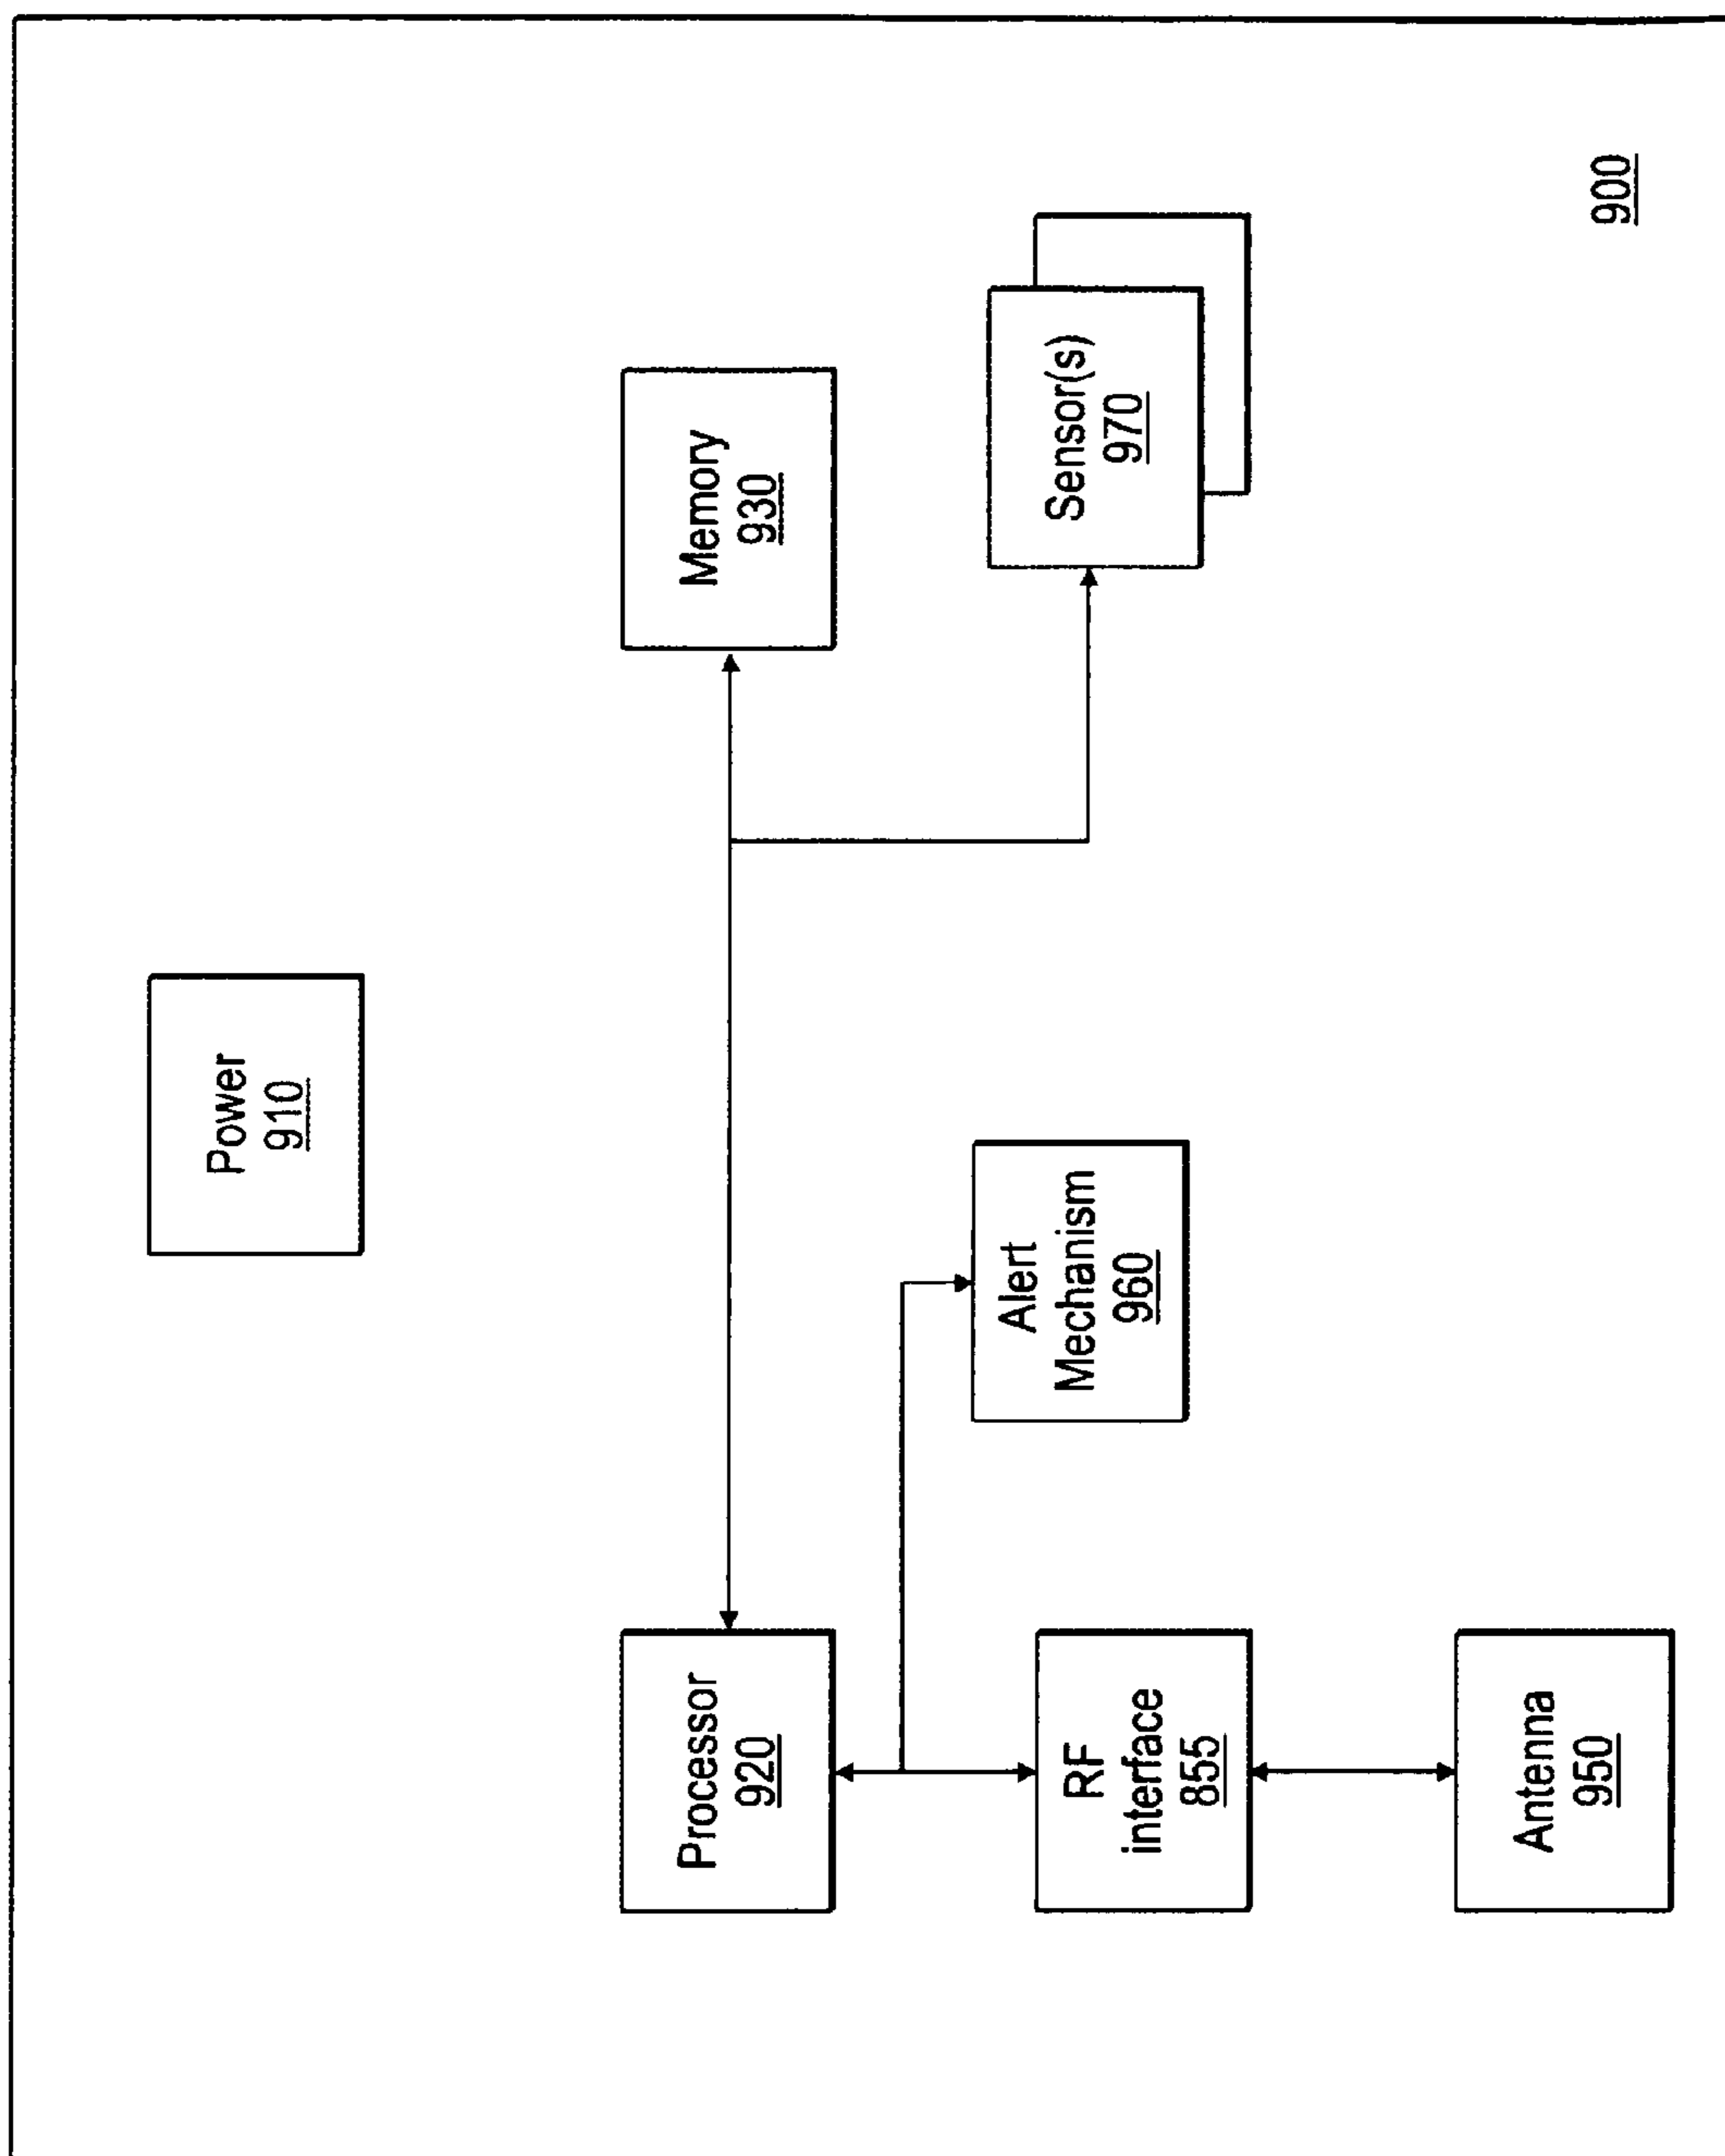 Power
910
Processor
920
Memory
930
RF
interface
855
Alert
Mechanism
960
Sensor(s)
970
Antenna
950
900